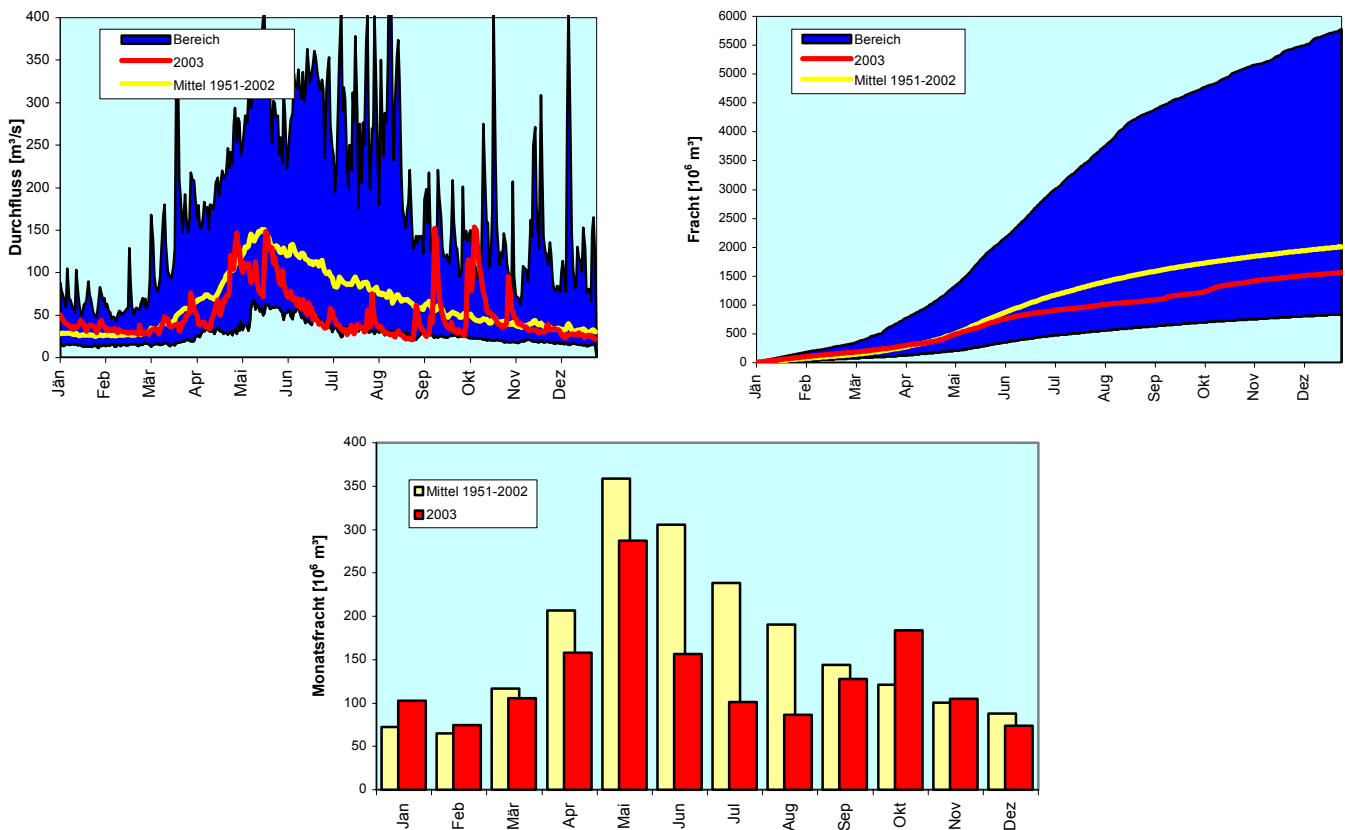 400
350
300
250
200
150
100
50
0
Durchfluss [m³/s]
Bereich
2003
Mittel 1951-2002
Jän
Feb
Mär
Apr
Mai
Jun
Jul
Aug
Sep
Okt
Nov
Dez
6000
5500
5000
4500
4000
3500
3000
2500
2000
1500
1000
500
0
Fracht [10⁶ m³]
Bereich
2003
Mittel 1951-2002
Jän
Feb
Mär
Apr
Mai
Jun
Jul
Aug
Sep
Okt
Nov
Dez
400
350
300
250
200
150
100
50
0
Monatsfracht [10⁶ m³]
Mittel 1951-2002
2003
Jan
Feb
Mär
Apr
Mai
Jun
Jul
Aug
Sep
Okt
Nov
Dez